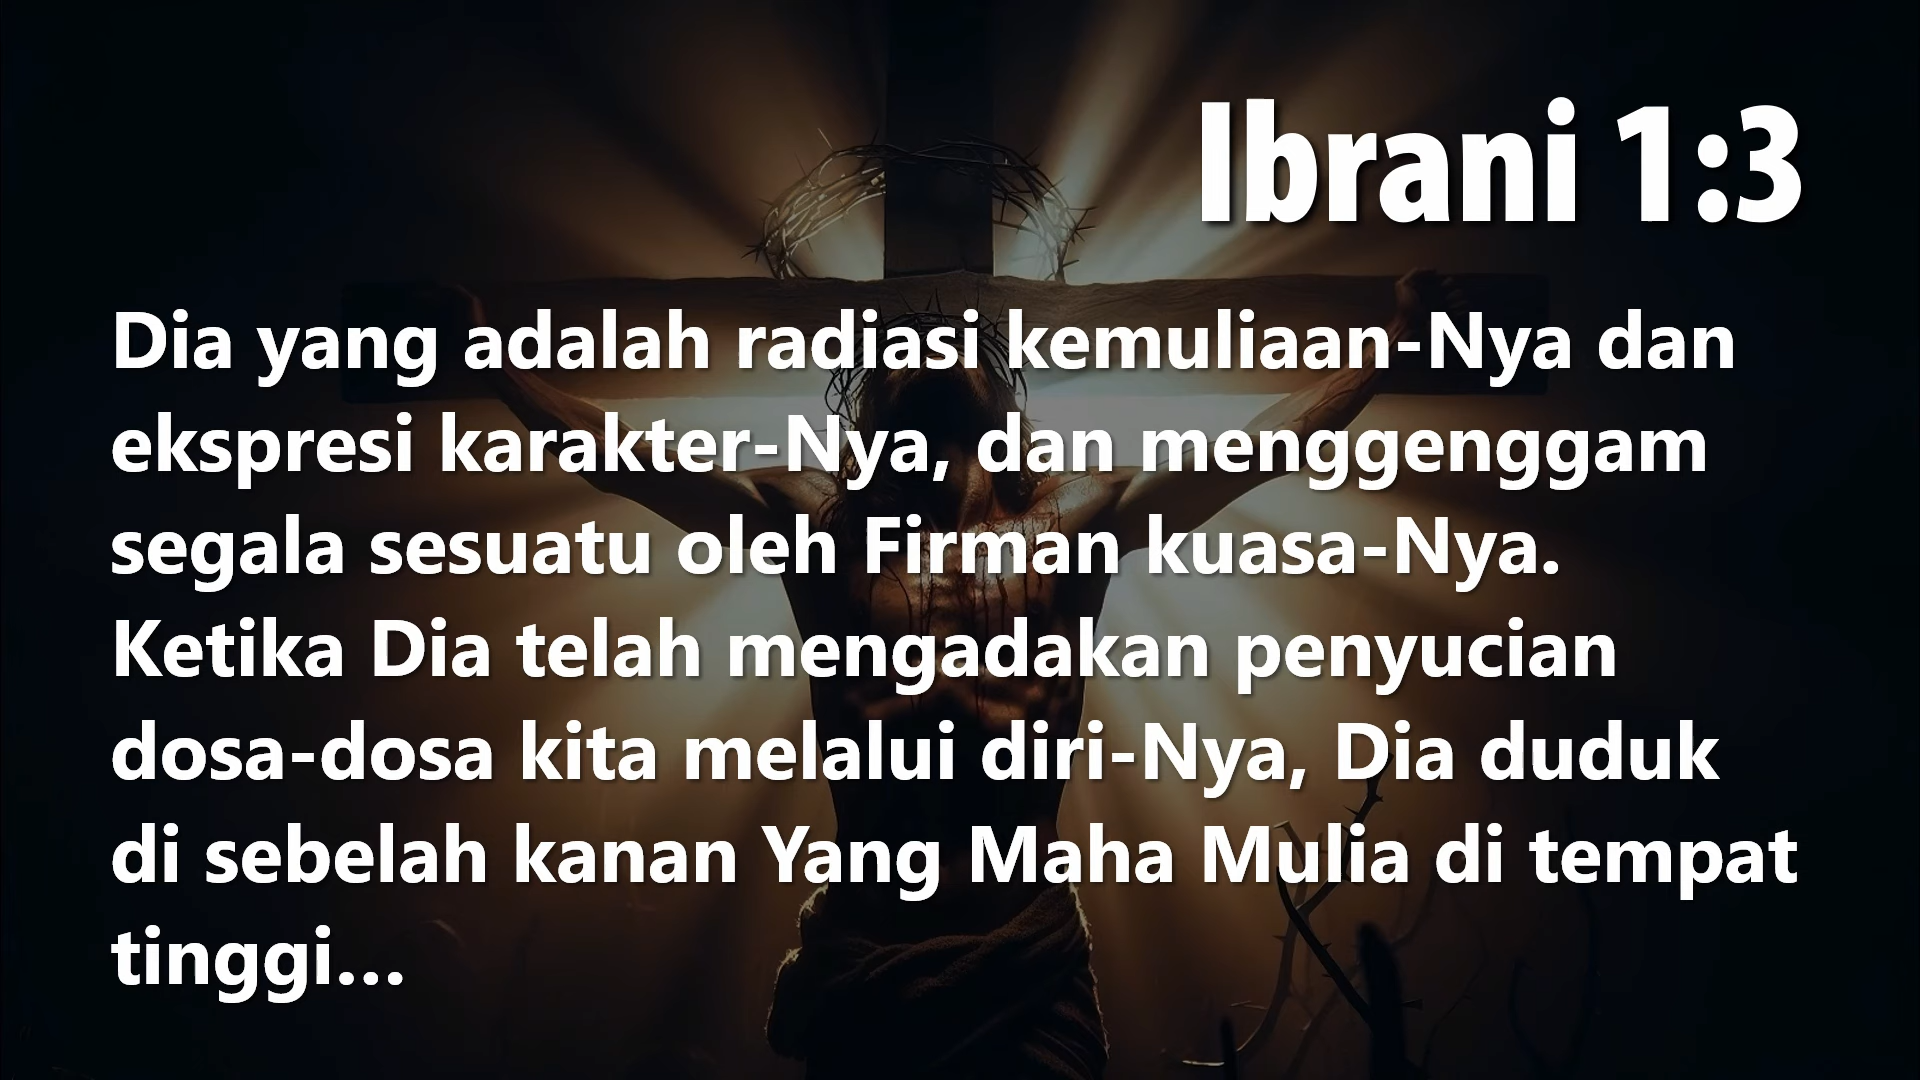 Ibrani 1:3
Dia yang adalah radiasi kemuliaan-Nya dan
ekspresi karakter-Nya, dan menggenggam
segala sesuatu oleh Firman kuasa-Nya.
Ketika Dia telah mengadakan penyucian
dosa-dosa kita melalui diri-Nya, Dia duduk
di sebelah kanan Yang Maha Mulia di tempat
tinggi...